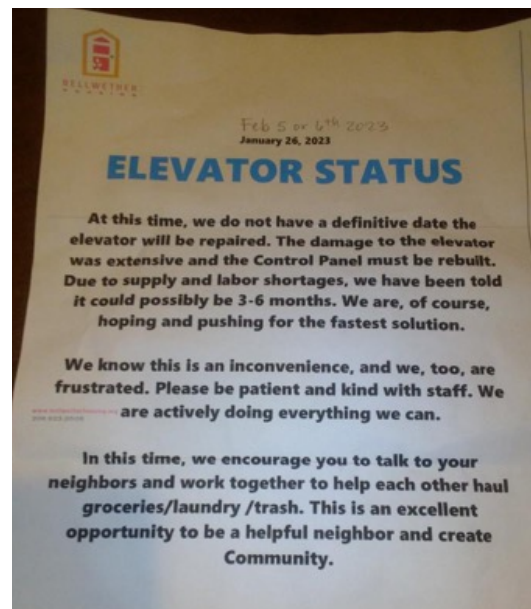 BELLWETHER
HOUSING
Feb 5 or 6th 2023
January 26, 2023
ELEVATOR STATUS
At this time, we do not have a definitive date the
elevator will be repaired. The damage to the elevator
was extensive and the Control Panel must be rebuilt.
Due to supply and labor shortages, we have been told
it could possibly be 3-6 months. We are, of course,
hoping and pushing for the fastest solution.
We know this is an inconvenience, and we, too, are
frustrated. Please be patient and kind with staff. We
www.bellwetherhousing.org are actively doing everything we can.
In this time, we encourage you to talk to your
neighbors and work together to help each other haul
groceries/laundry /trash. This is an excellent
opportunity to be a helpful neighbor and create
Community.